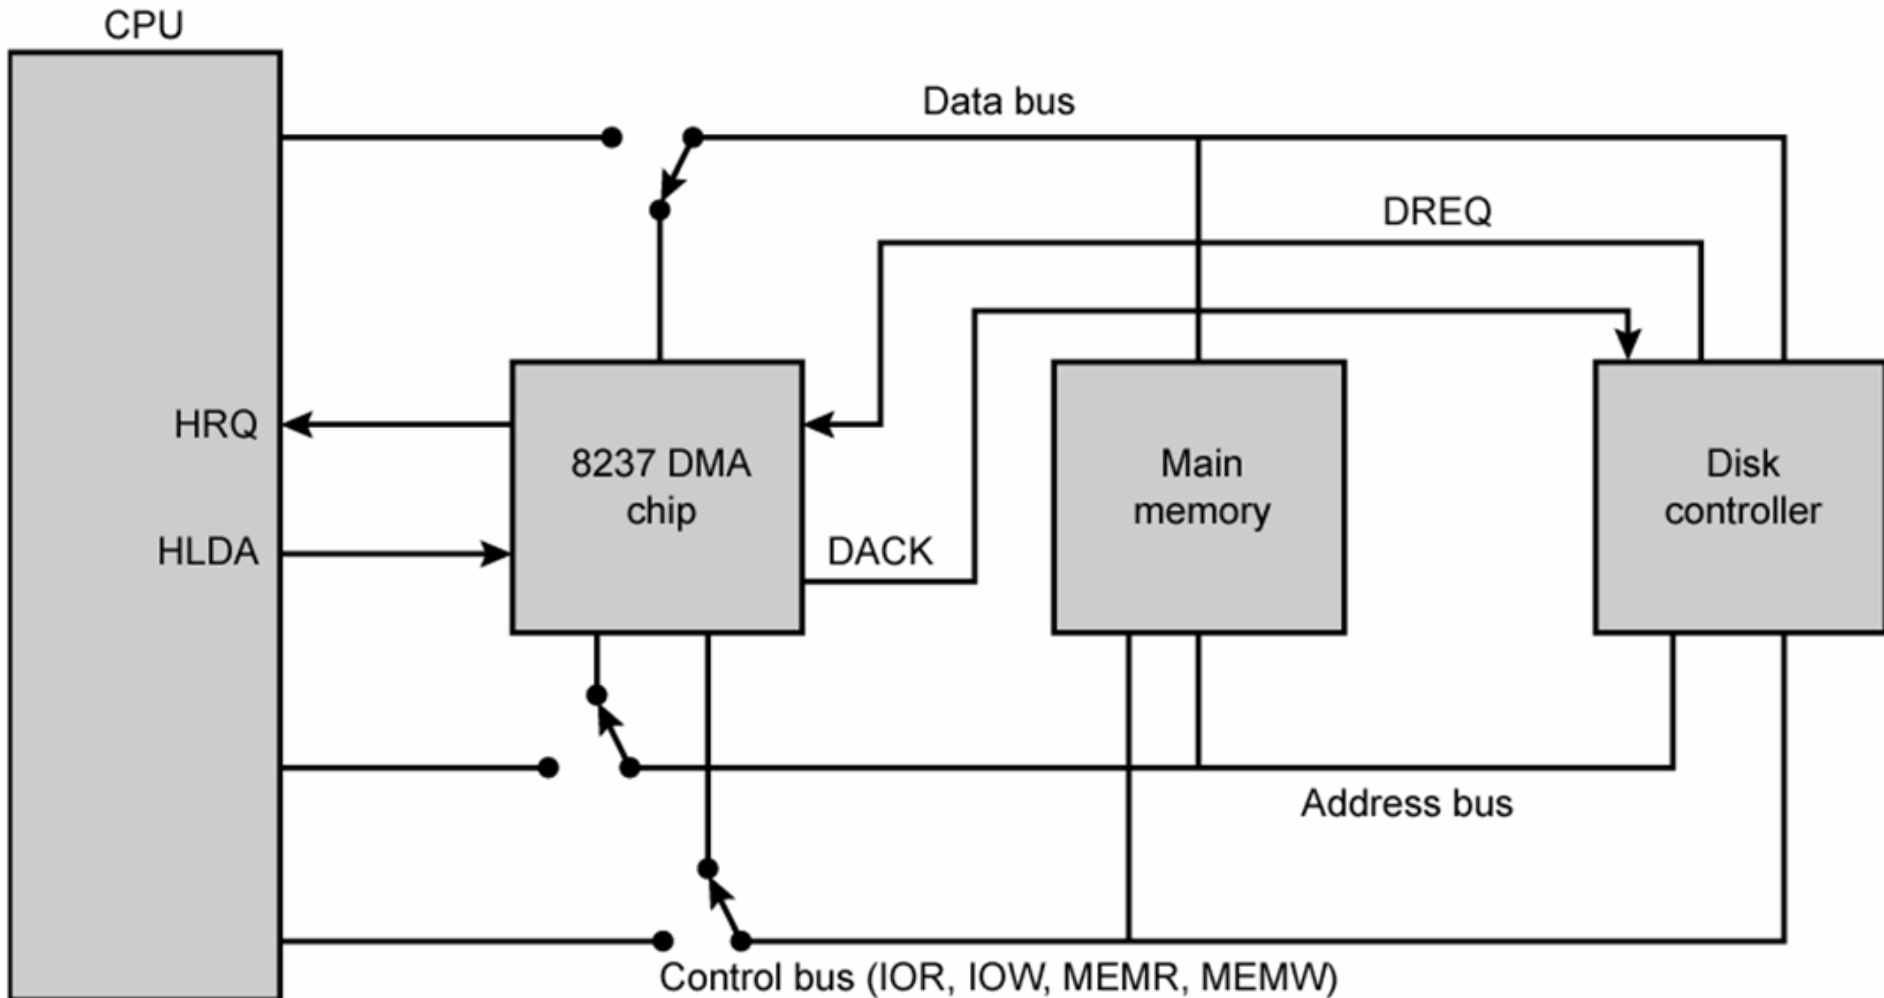 CPU
Data bus
DREQ
HRQ
8237 DMA
chip
Main
memory
Disk
controller
HLDA
DACK
Address bus
Control bus (IOR, IOW, MEMR, MEMW)